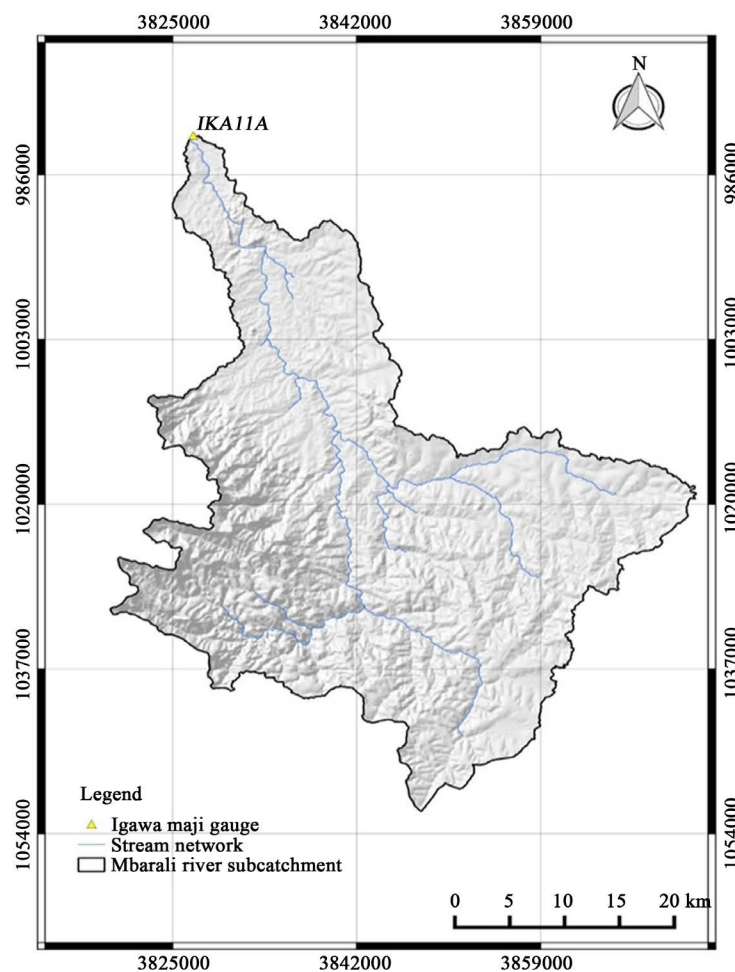 3825000 3842000 3859000
N
IKA11A
986000 986000
1003000 1003000
1020000 1020000
1037000 1037000
Legend
Igawa maji gauge
1054000 1054000
Stream network
Mbarali river subcatchment
0 5 10 15 20 km
3825000 3842000 3859000